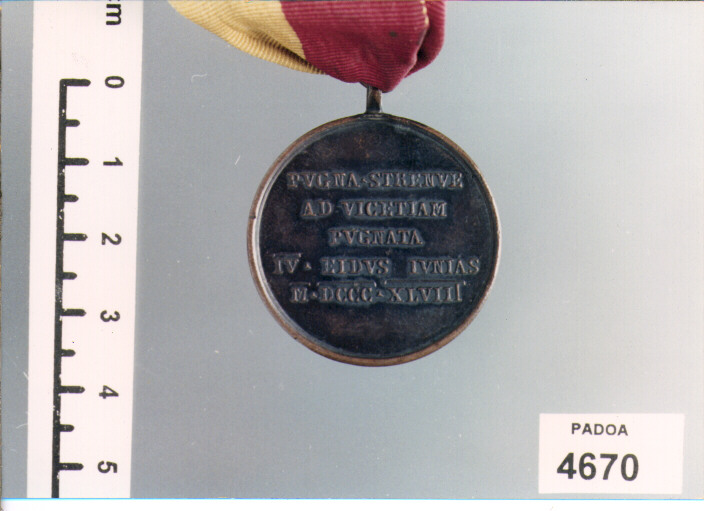 cm
0
1
2
3
4
5
PVGNA·STRENVE
AD·VICETIAM
PVGNATA
IV·EIDVS IVNIAS
M·DCCC·XLVIII
PADOA
4670